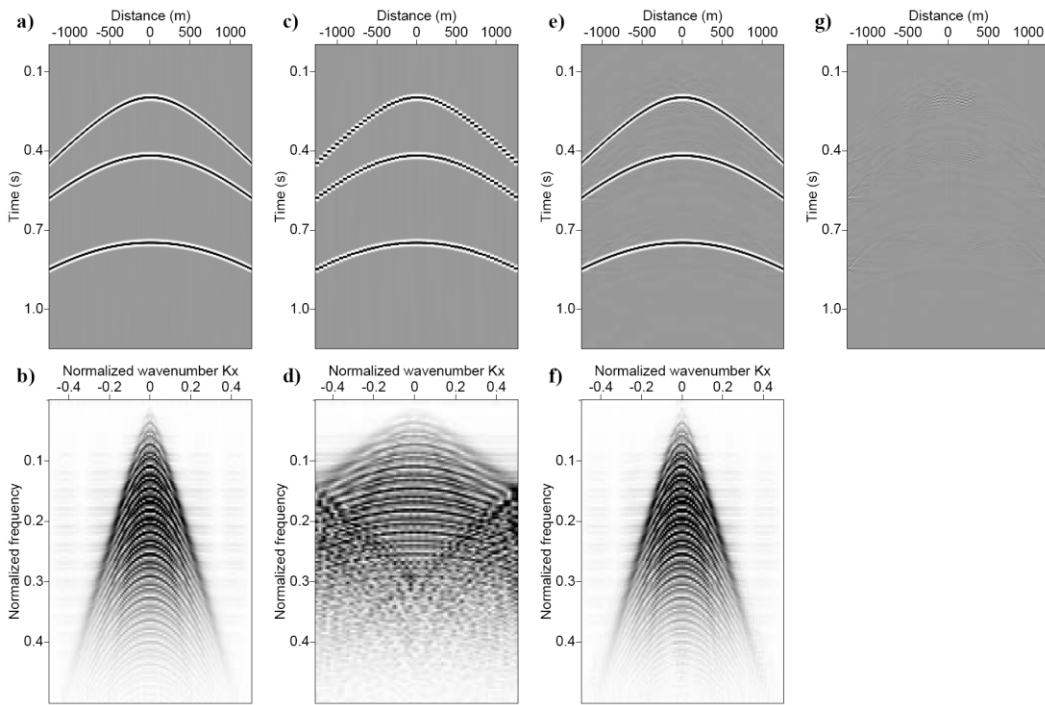 a)
Distance (m)
-1000 -500 0 500 1000
Time (s)
0.1
0.4
0.7
1.0
c)
Distance (m)
-1000 -500 0 500 1000
Time (s)
0.1
0.4
0.7
1.0
e)
Distance (m)
-1000 -500 0 500 1000
Time (s)
0.1
0.4
0.7
1.0
g)
Distance (m)
-1000 -500 0 500 1000
Time (s)
0.1
0.4
0.7
1.0
b)
Normalized wavenumber Kx
-0.4 -0.2 0 0.2 0.4
Normalized frequency
0.1
0.2
0.3
0.4
d)
Normalized wavenumber Kx
-0.4 -0.2 0 0.2 0.4
Normalized frequency
0.1
0.2
0.3
0.4
f)
Normalized wavenumber Kx
-0.4 -0.2 0 0.2 0.4
Normalized frequency
0.1
0.2
0.3
0.4